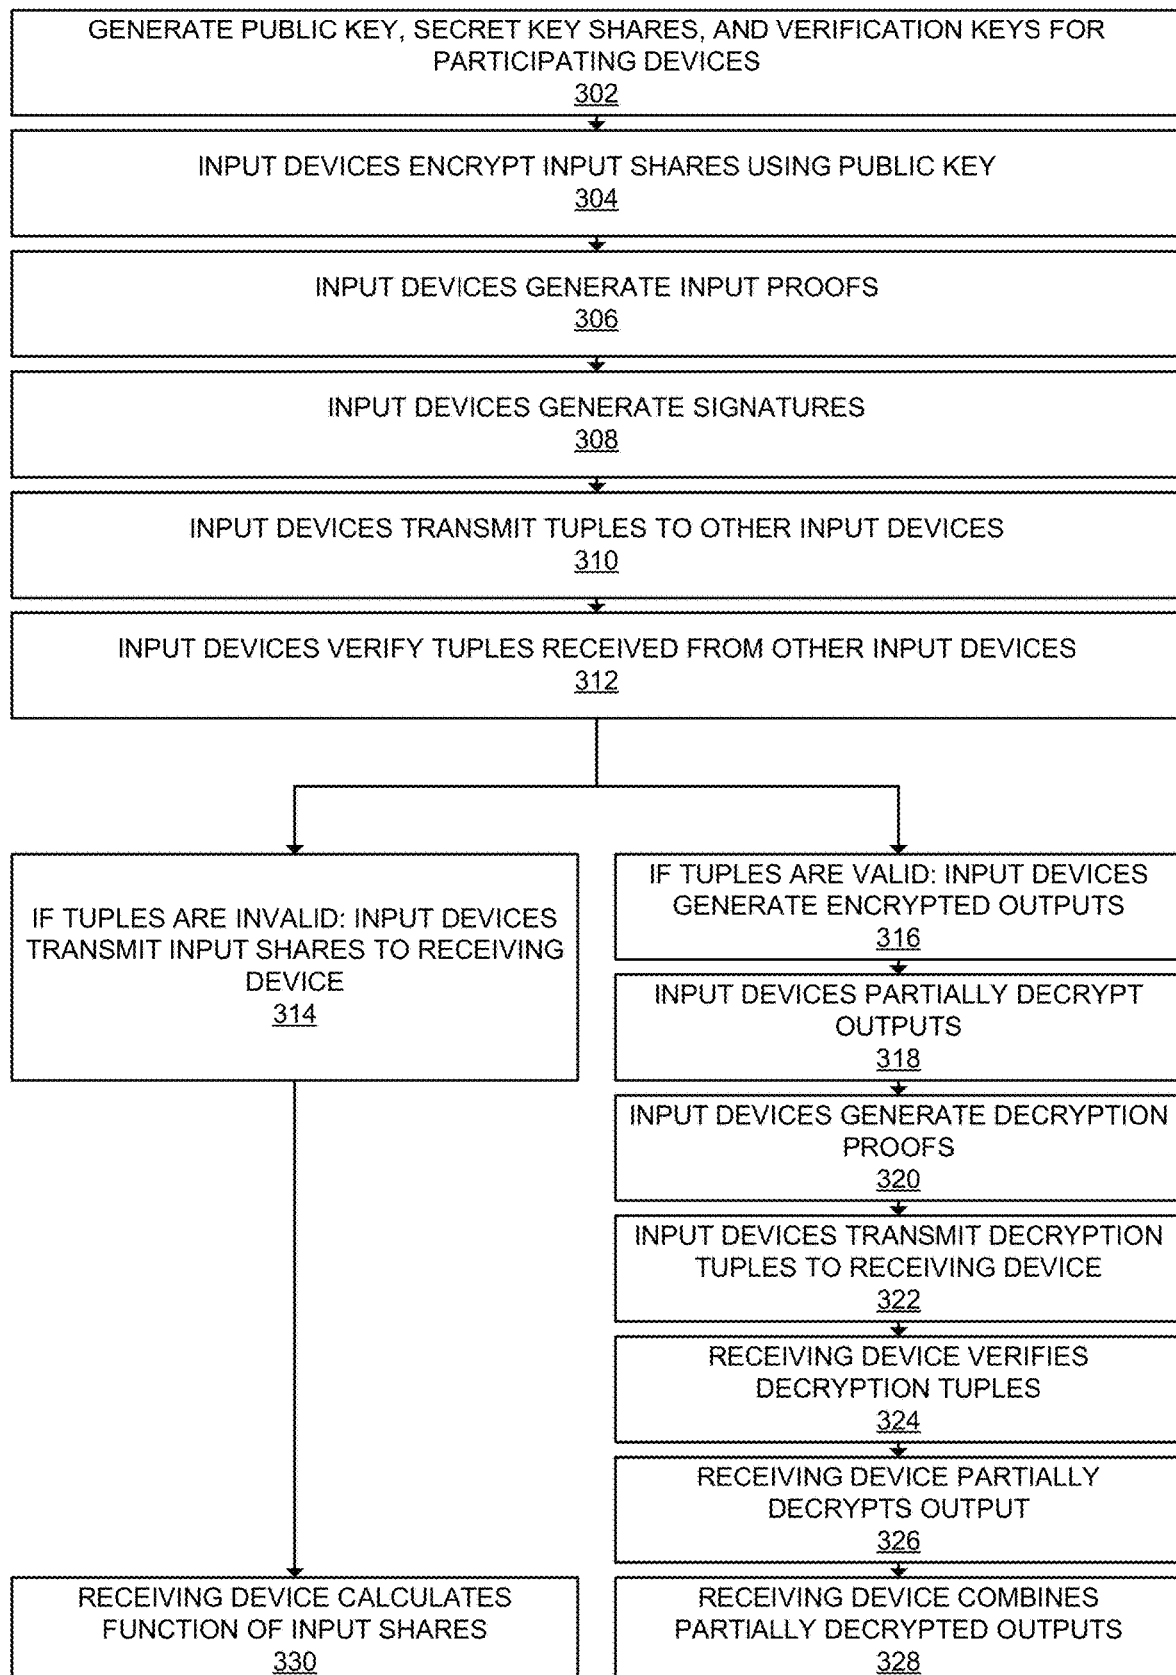 GENERATE PUBLIC KEY, SECRET KEY SHARES, AND VERIFICATION KEYS FOR
PARTICIPATING DEVICES
302
INPUT DEVICES ENCRYPT INPUT SHARES USING PUBLIC KEY
304
INPUT DEVICES GENERATE INPUT PROOFS
306
INPUT DEVICES GENERATE SIGNATURES
308
INPUT DEVICES TRANSMIT TUPLES TO OTHER INPUT DEVICES
310
INPUT DEVICES VERIFY TUPLES RECEIVED FROM OTHER INPUT DEVICES
312
IF TUPLES ARE INVALID: INPUT DEVICES
TRANSMIT INPUT SHARES TO RECEIVING
DEVICE
314
IF TUPLES ARE VALID: INPUT DEVICES
GENERATE ENCRYPTED OUTPUTS
316
INPUT DEVICES PARTIALLY DECRYPT
OUTPUTS
318
INPUT DEVICES GENERATE DECRYPTION
PROOFS
320
INPUT DEVICES TRANSMIT DECRYPTION
TUPLES TO RECEIVING DEVICE
322
RECEIVING DEVICE VERIFIES
DECRYPTION TUPLES
324
RECEIVING DEVICE PARTIALLY
DECRYPTS OUTPUT
326
RECEIVING DEVICE CALCULATES
FUNCTION OF INPUT SHARES
330
RECEIVING DEVICE COMBINES
PARTIALLY DECRYPTED OUTPUTS
328